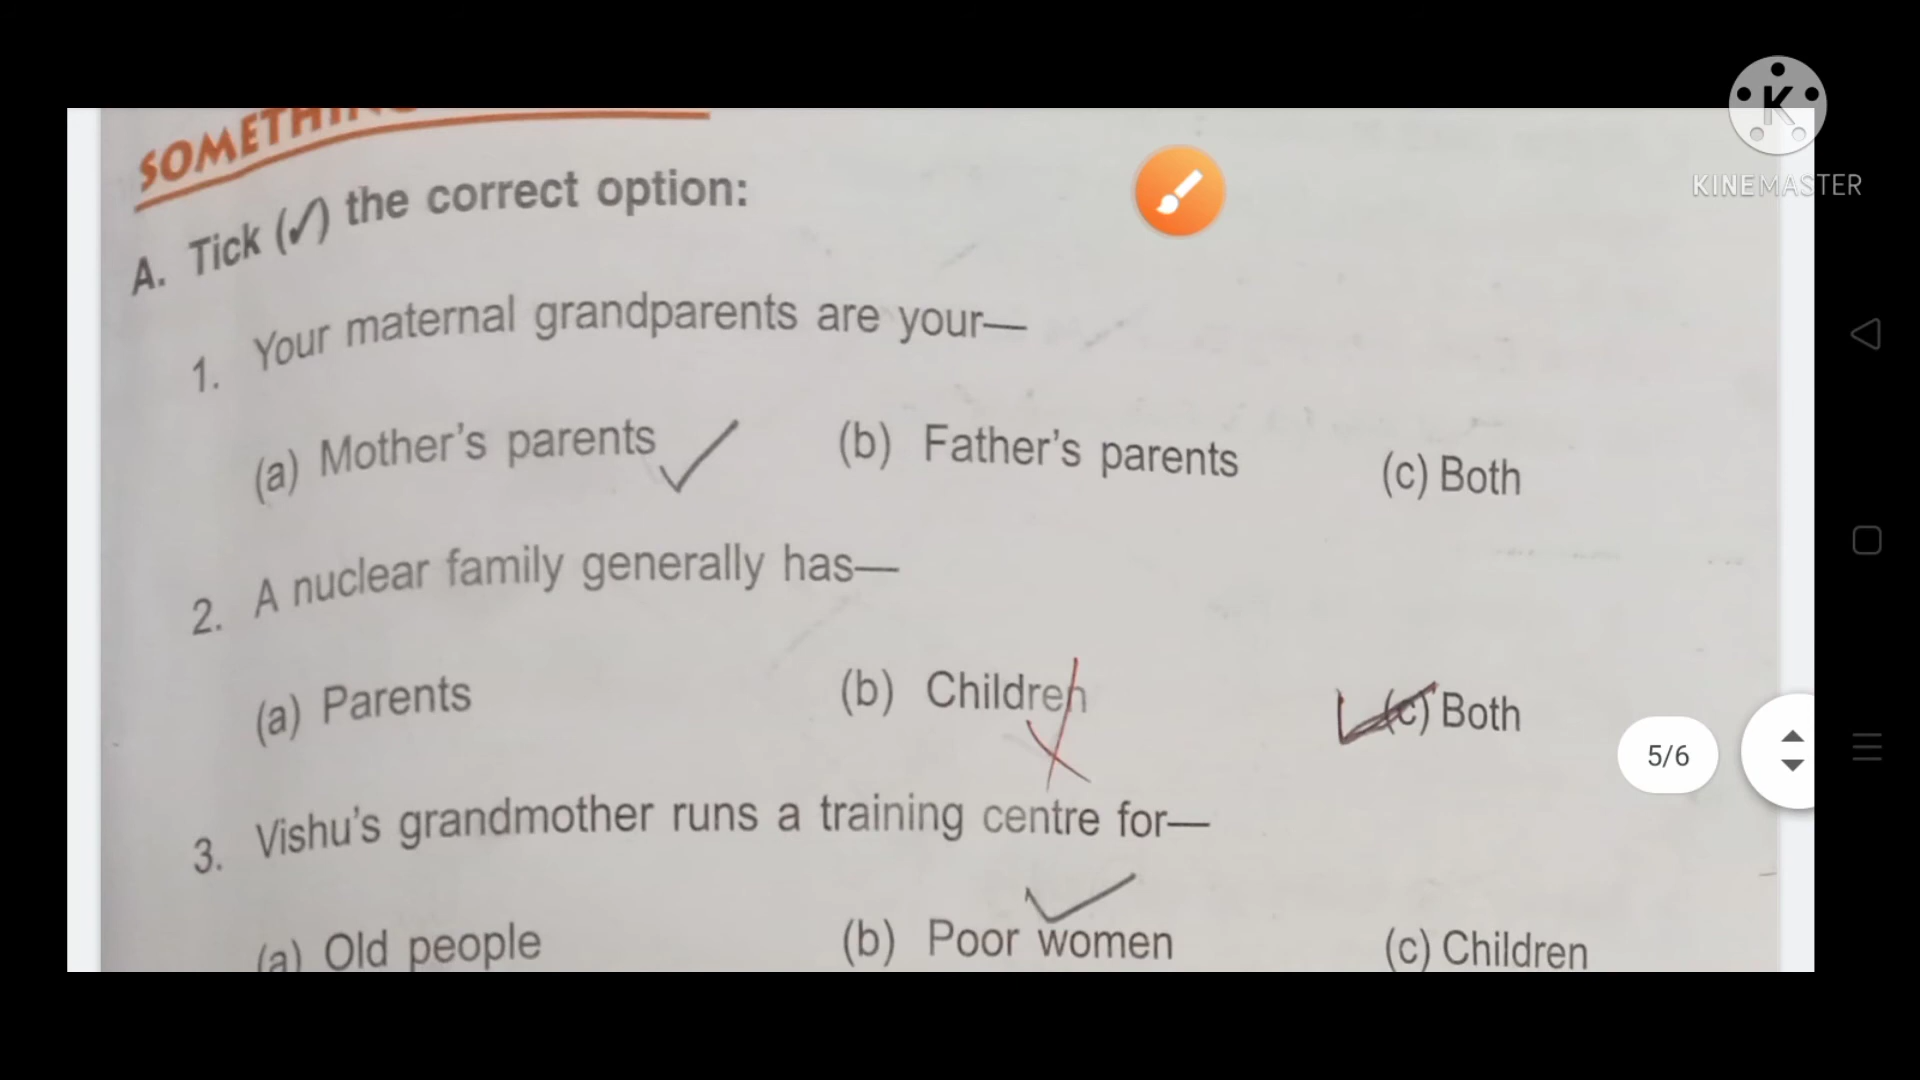 SOMETHING
K
KINEMASTER
A. Tick (✓) the correct option:
1. Your maternal grandparents are your—
(a) Mother's parents (b) Father's parents (c) Both
2. A nuclear family generally has—
(a) Parents (b) Children (c) Both
5/6
3. Vishu's grandmother runs a training centre for—
(a) Old people (b) Poor women (c) Children